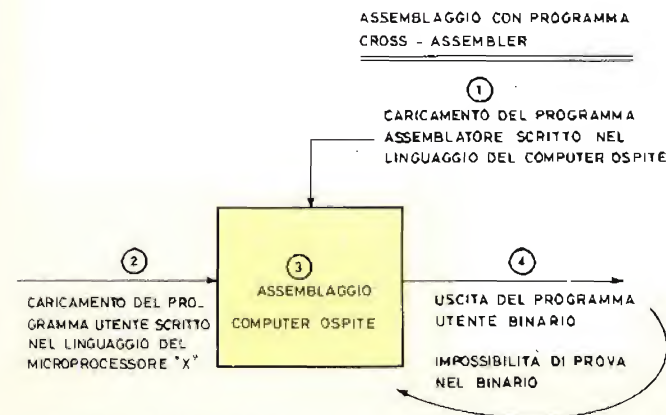 ASSEMBLAGGIO CON PROGRAMMA
CROSS - ASSEMBLER
1
CARICAMENTO DEL PROGRAMMA
ASSEMBLATORE SCRITTO NEL
LINGUAGGIO DEL COMPUTER OSPITE
2
CARICAMENTO DEL PRO_
GRAMMA UTENTE SCRITTO
NEL LINGUAGGIO DEL
MICROPROCESSORE "X"
3
ASSEMBLAGGIO
COMPUTER OSPITE
4
USCITA DEL PROGRAMMA
UTENTE BINARIO
IMPOSSIBILITÀ DI PROVA
NEL BINARIO